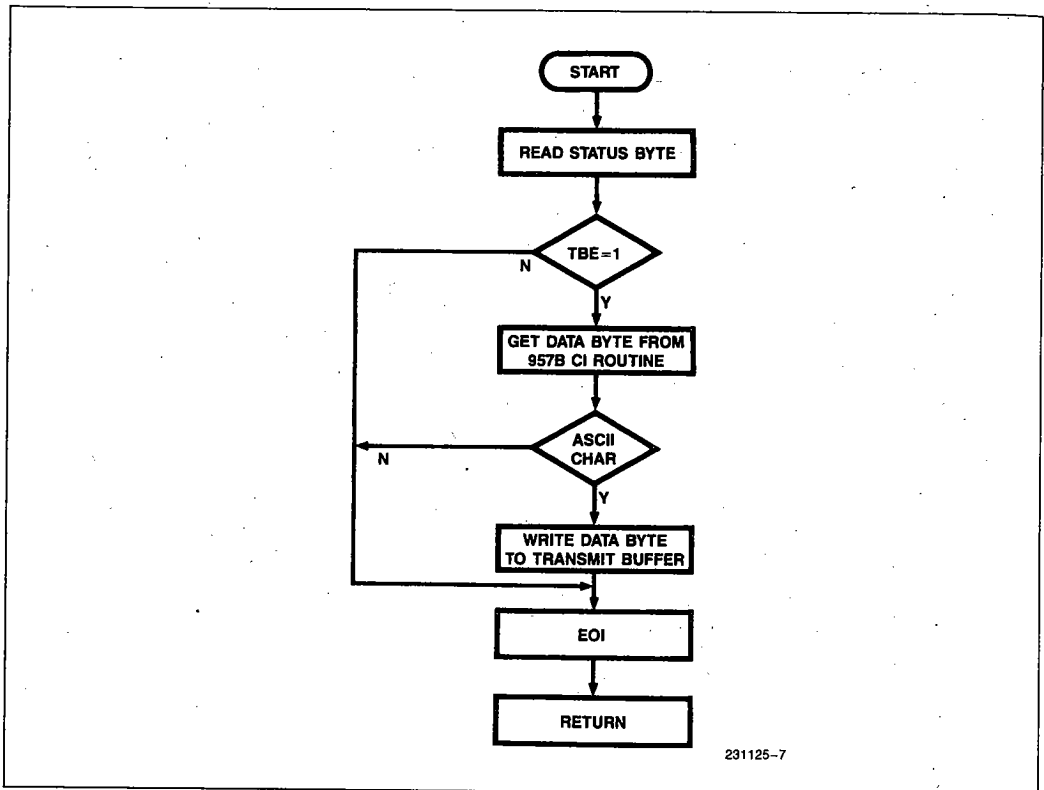 START
READ STATUS BYTE
TBE=1
N
Y
GET DATA BYTE FROM
957B CI ROUTINE
ASCII
CHAR
N
Y
WRITE DATA BYTE
TO TRANSMIT BUFFER
EOI
RETURN
231125-7